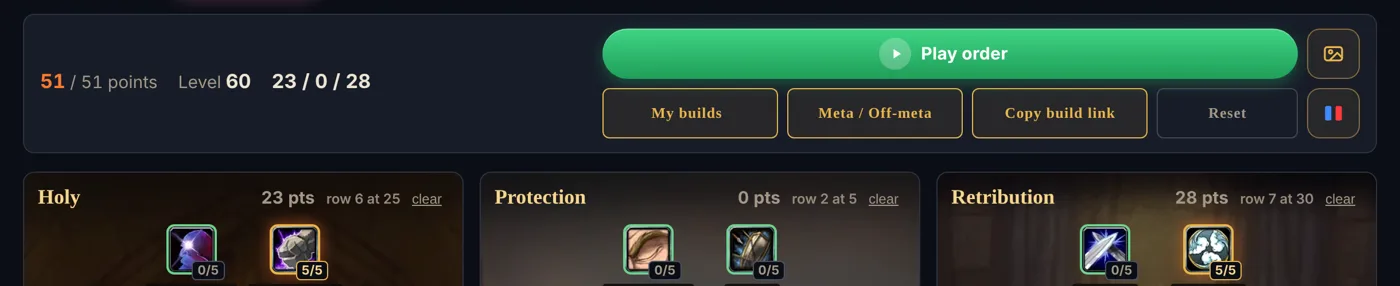 51 / 51 points Level 60 23 / 0 / 28
Play order
My builds
Meta / Off-meta
Copy build link
Reset
Holy 23 pts row 6 at 25 clear
0/5 5/5
Protection 0 pts row 2 at 5 clear
0/5 0/5
Retribution 28 pts row 7 at 30 clear
0/5 5/5